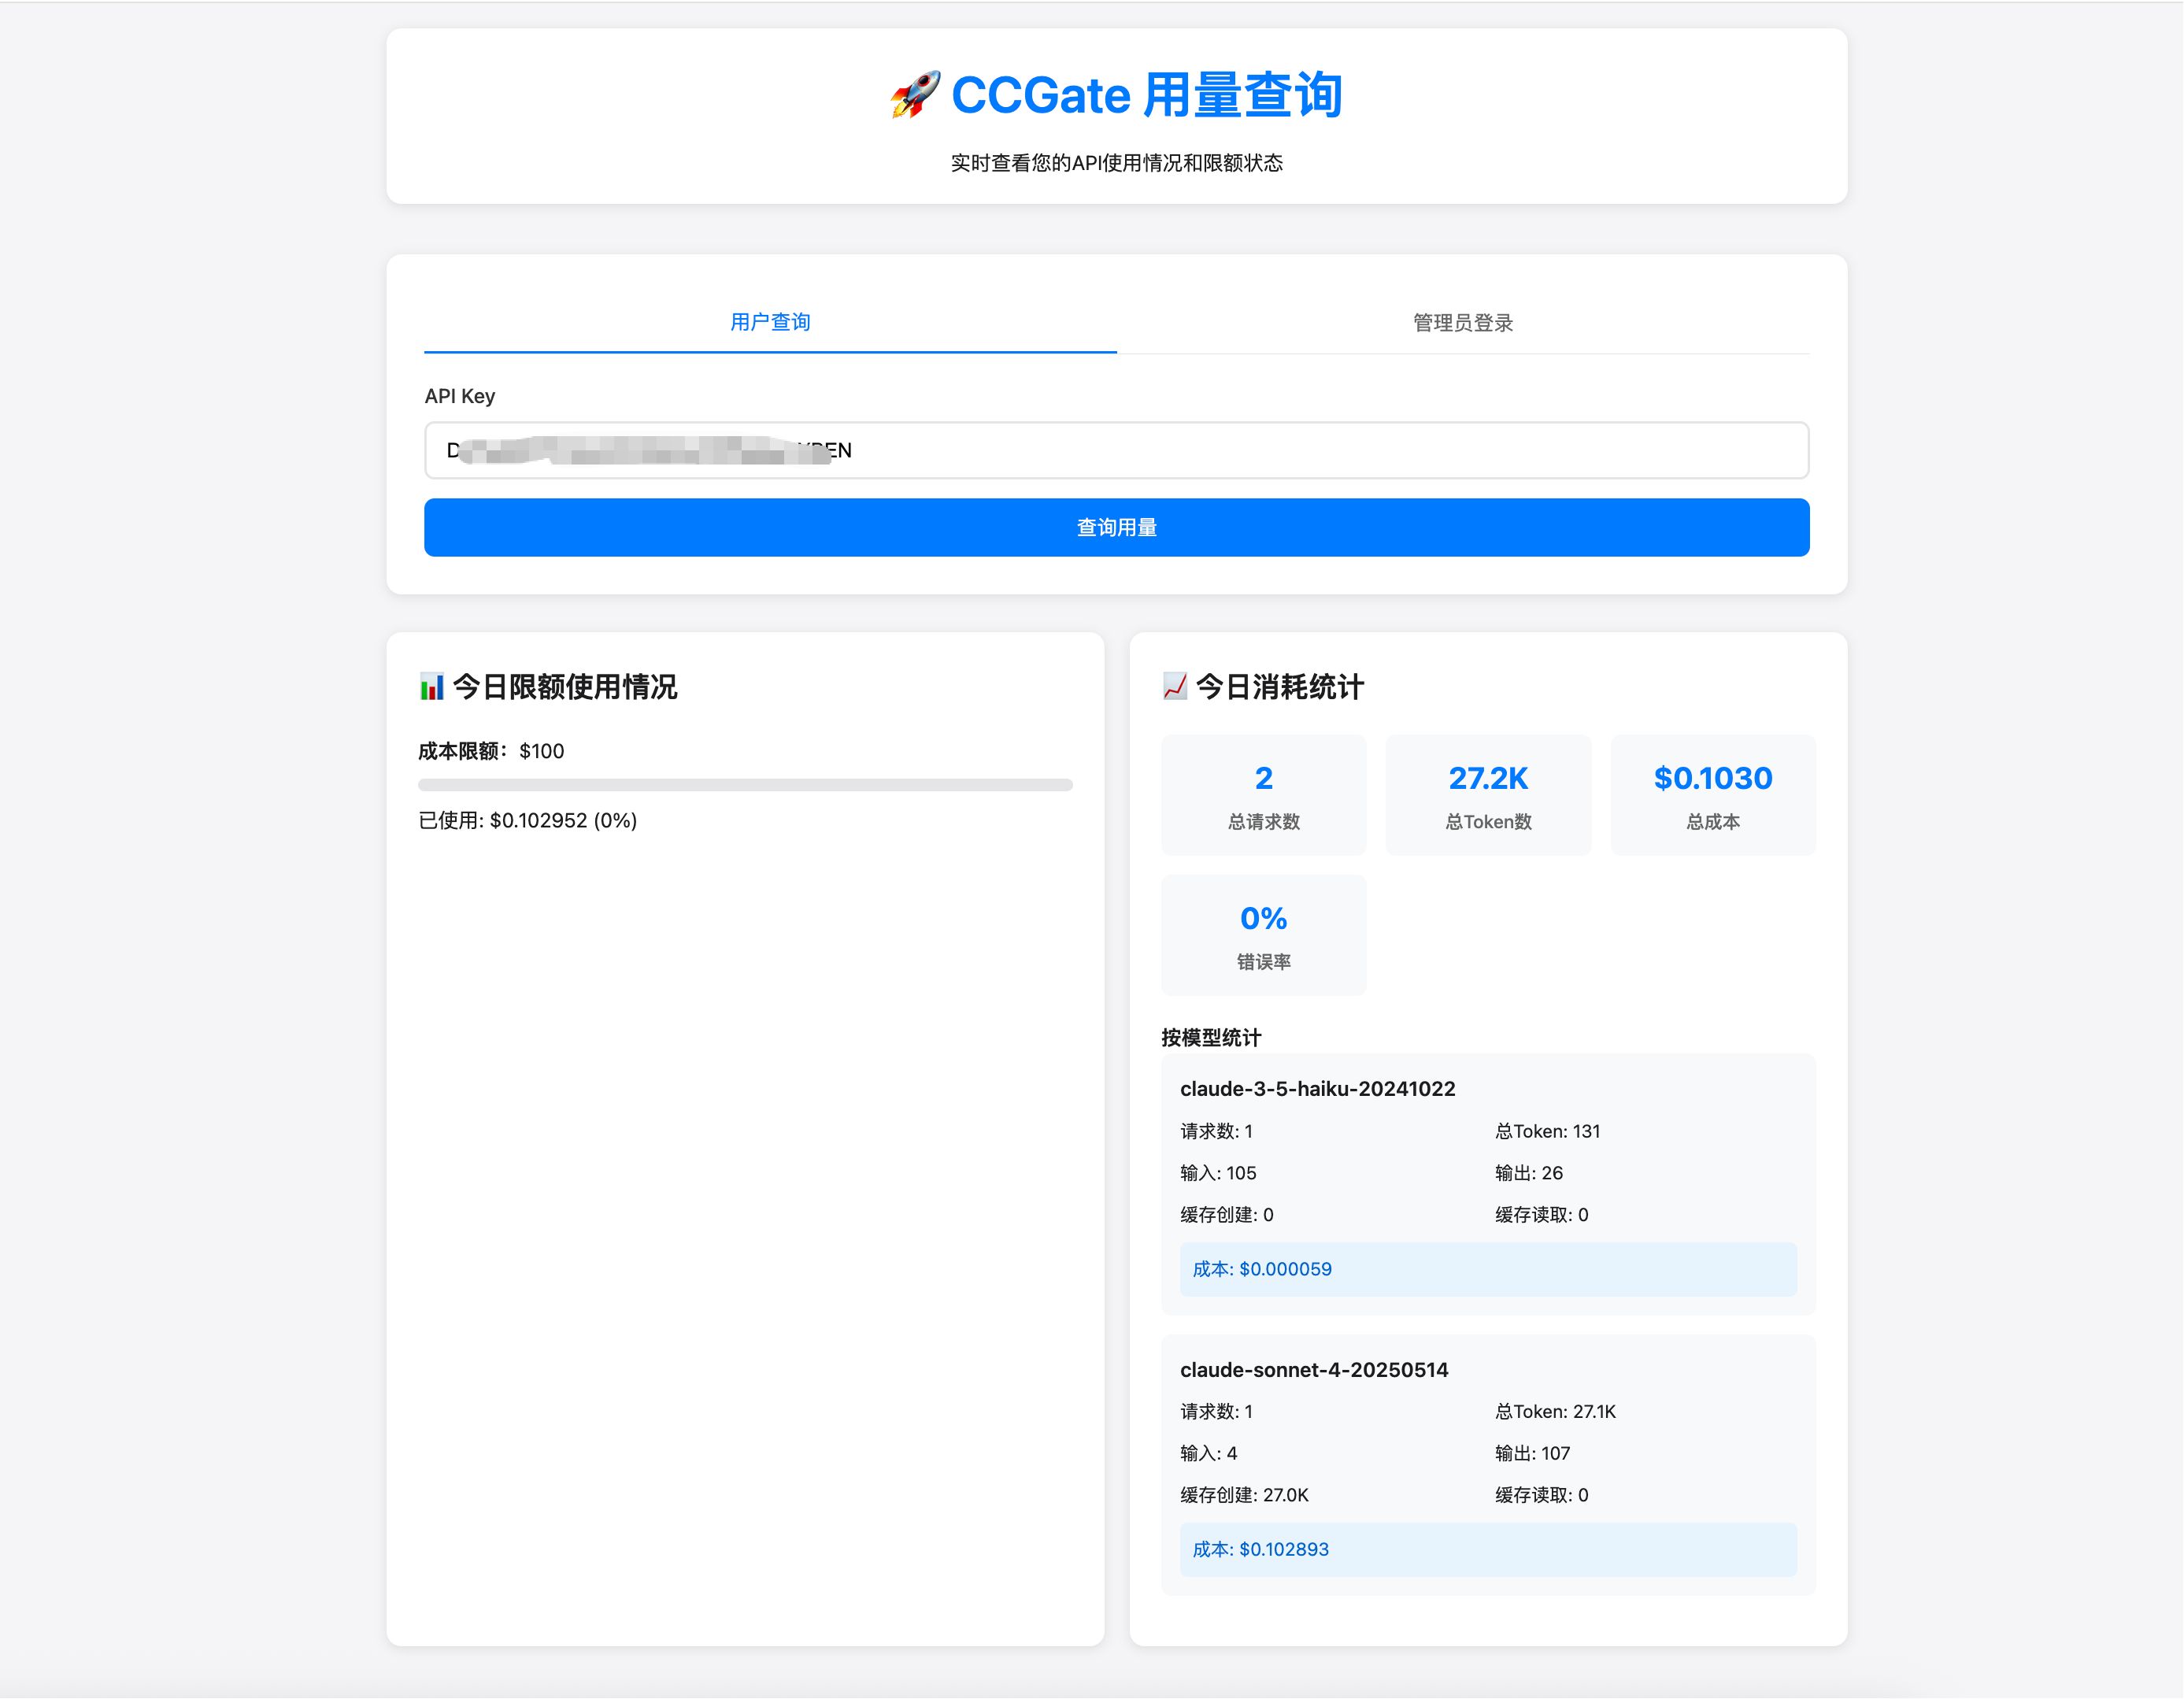 🚀 CCGate 用量查询
实时查看您的API使用情况和限额状态
用户查询
管理员登录
API Key
查询用量
📊 今日限额使用情况
成本限额： $100
已使用: $0.102952 (0%)
📈 今日消耗统计
2
总请求数
27.2K
总Token数
$0.1030
总成本
0%
错误率
按模型统计
claude-3-5-haiku-20241022
请求数: 1
总Token: 131
输入: 105
输出: 26
缓存创建: 0
缓存读取: 0
成本: $0.000059
claude-sonnet-4-20250514
请求数: 1
总Token: 27.1K
输入: 4
输出: 107
缓存创建: 27.0K
缓存读取: 0
成本: $0.102893